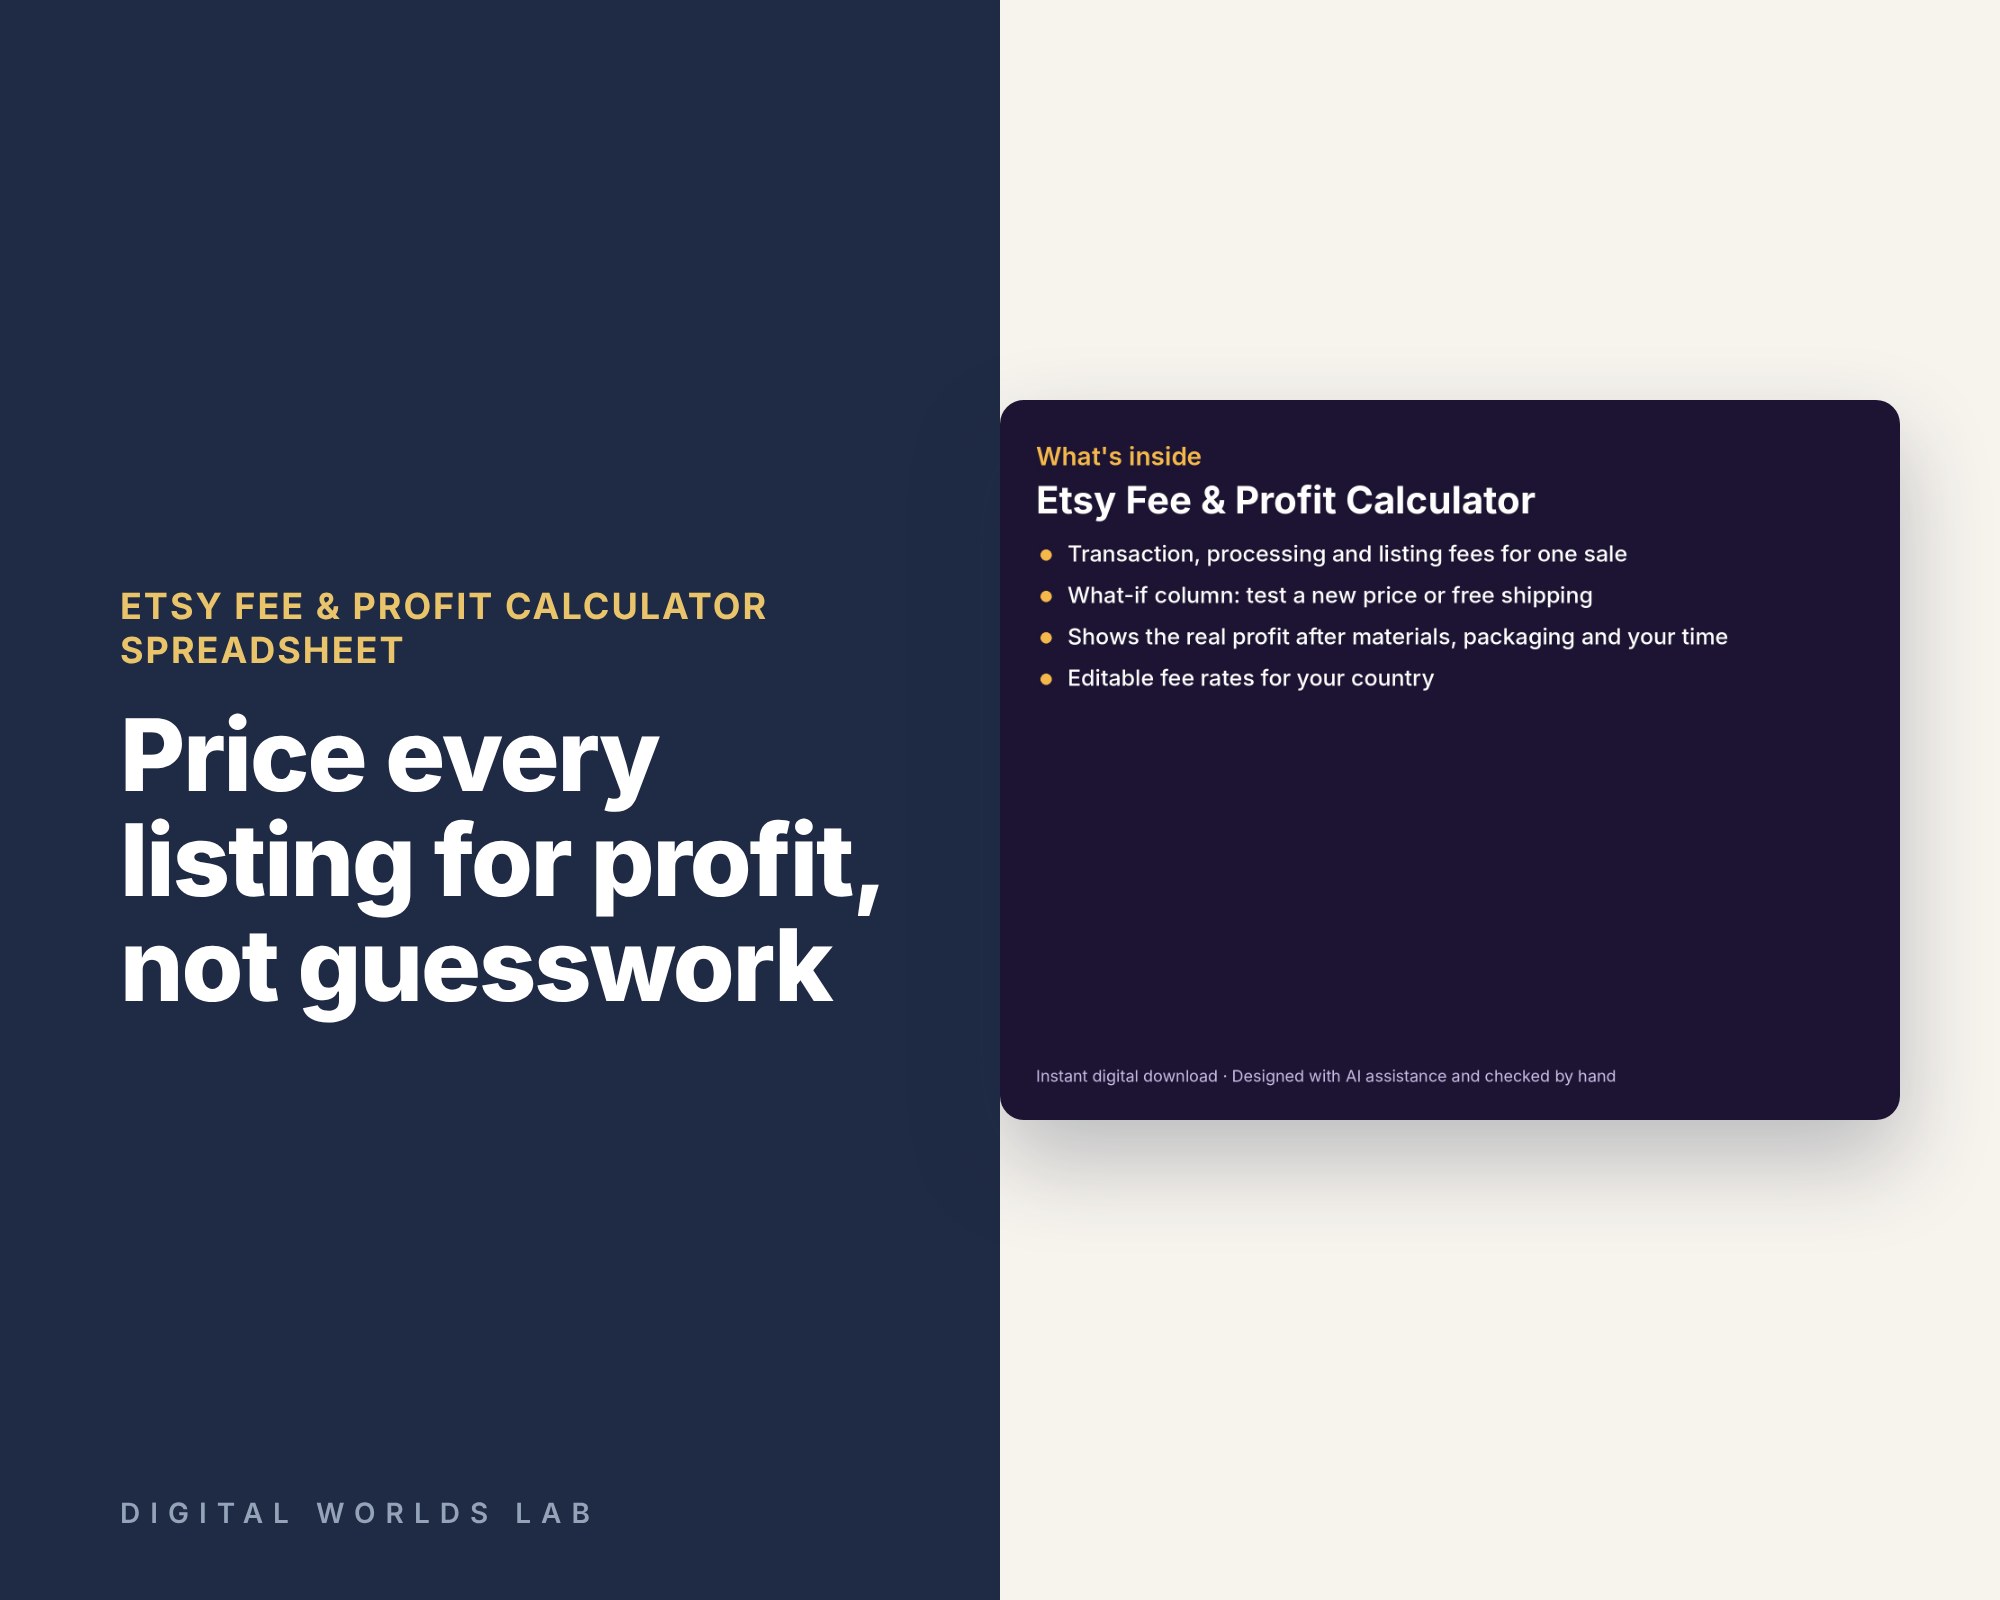 ETSY FEE & PROFIT CALCULATOR
SPREADSHEET
Price every
listing for profit,
not guesswork
DIGITAL WORLDS LAB
What's inside
Etsy Fee & Profit Calculator
Transaction, processing and listing fees for one sale
What-if column: test a new price or free shipping
Shows the real profit after materials, packaging and your time
Editable fee rates for your country
Instant digital download · Designed with AI assistance and checked by hand